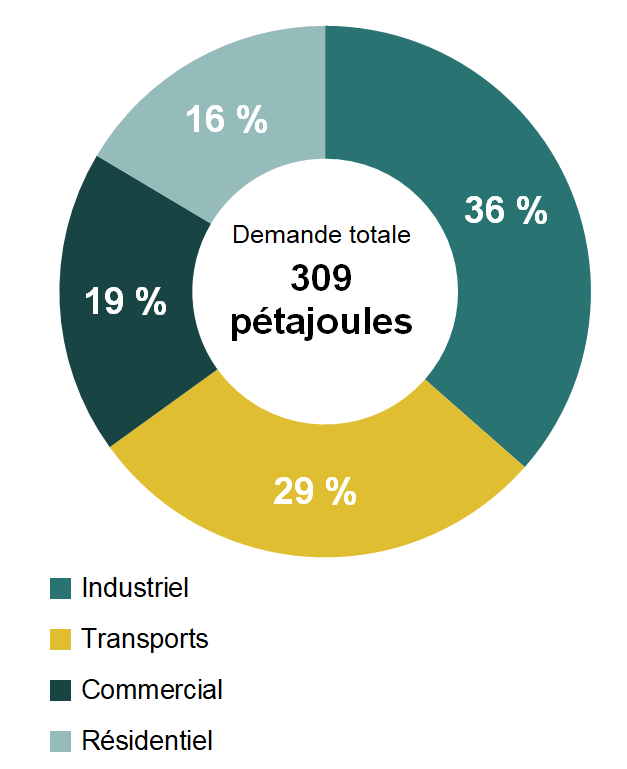 16 %
36 %
Demande totale
309
pétajoules
19 %
29 %
Industriel
Transports
Commercial
Résidentiel